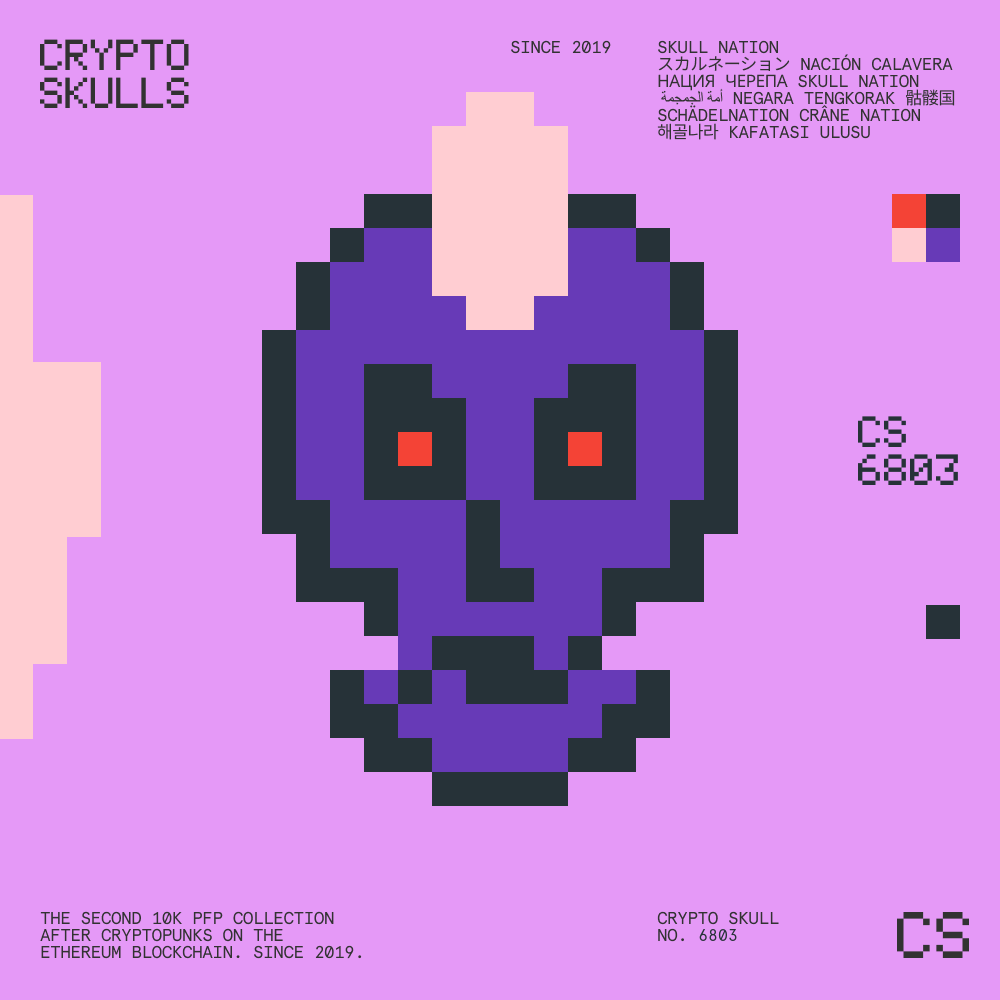 CRYPTO
SKULLS
SINCE 2019
SKULL NATION
スカルネーション NACIÓN CALAVERA
НАЦИЯ ЧЕРЕПА SKULL NATION
أمة الجمجمة NEGARA TENGKORAK 骷髅国
SCHÄDELNATION CRÂNE NATION
해골나라 KAFATASI ULUSU
CS
6803
THE SECOND 10K PFP COLLECTION
AFTER CRYPTOPUNKS ON THE
ETHEREUM BLOCKCHAIN. SINCE 2019.
CRYPTO SKULL
NO. 6803
CS